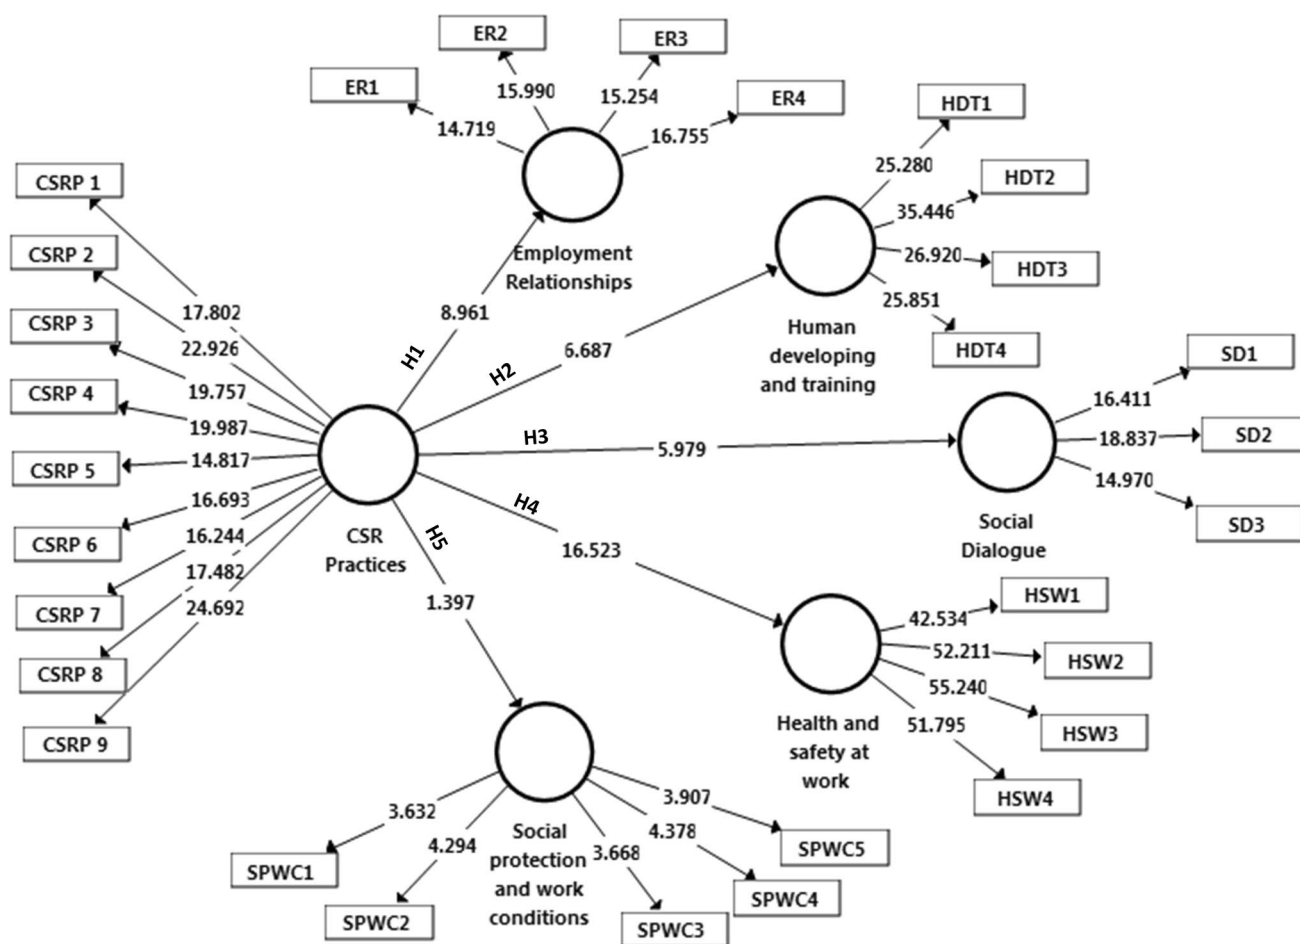 ER2
ER3
ER1
15.990
15.254
ER4
HDT1
14.719
16.755
25.280
CSRP 1
HDT2
35.446
CSRP 2
Employment
Relationships
26.920
HDT3
25.851
17.802
8.961
CSRP 3
Human
developing
and training
HDT4
22.926
H1
6.687
SD1
19.757
H2
CSRP 4
16.411
19.987
H3
5.979
18.837
SD2
CSRP 5
14.817
14.970
16.693
H4
Social
Dialogue
SD3
CSRP 6
16.244
CSR
Practices
H5
16.523
17.482
HSW1
CSRP 7
24.692
1.397
42.534
52.211
HSW2
CSRP 8
55.240
Health and
safety at
work
51.795
HSW3
CSRP 9
HSW4
3.632
3.907
4.294
Social
protection
and work
conditions
3.668
4.378
SPWC5
SPWC1
SPWC4
SPWC2
SPWC3